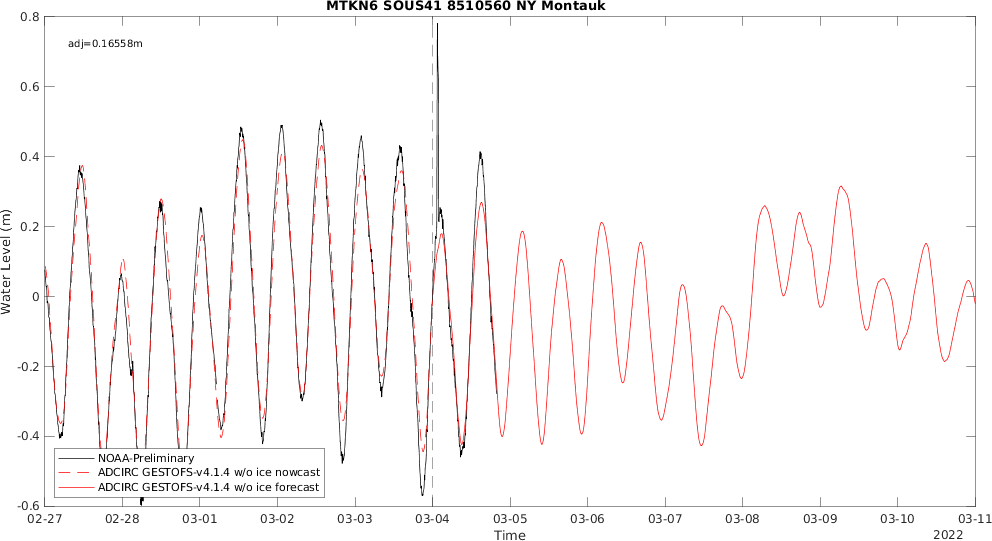 MTKN6 SOUS41 8510560 NY Montauk
adj=0.16558m
Water Level (m)
0.8
0.6
0.4
0.2
0
-0.2
-0.4
-0.6
NOAA-Preliminary
ADCIRC GESTOFS-v4.1.4 w/o ice nowcast
ADCIRC GESTOFS-v4.1.4 w/o ice forecast
02-27 02-28 03-01 03-02 03-03 03-04 03-05 03-06 03-07 03-08 03-09 03-10 03-11
Time
2022